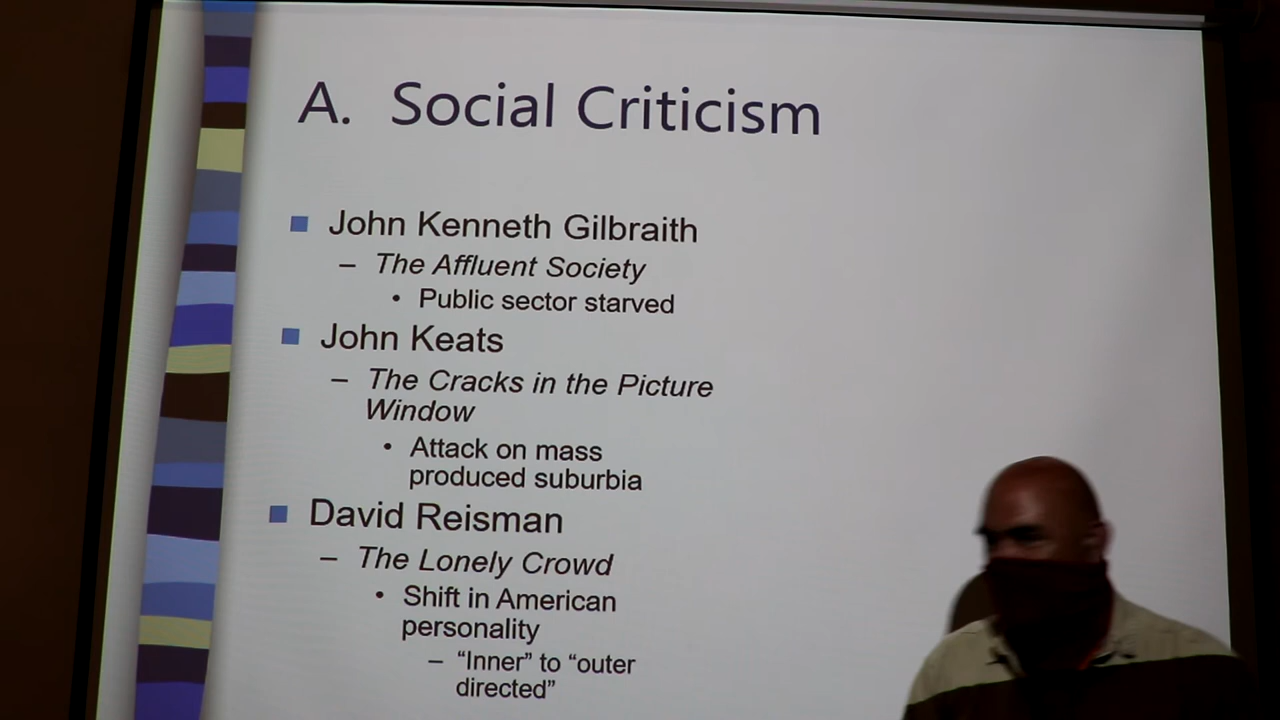 A. Social Criticism
John Kenneth Gilbraith
– The Affluent Society
• Public sector starved
John Keats
– The Cracks in the Picture
Window
• Attack on mass
produced suburbia
David Reisman
– The Lonely Crowd
• Shift in American
personality
– “Inner” to “outer
directed”